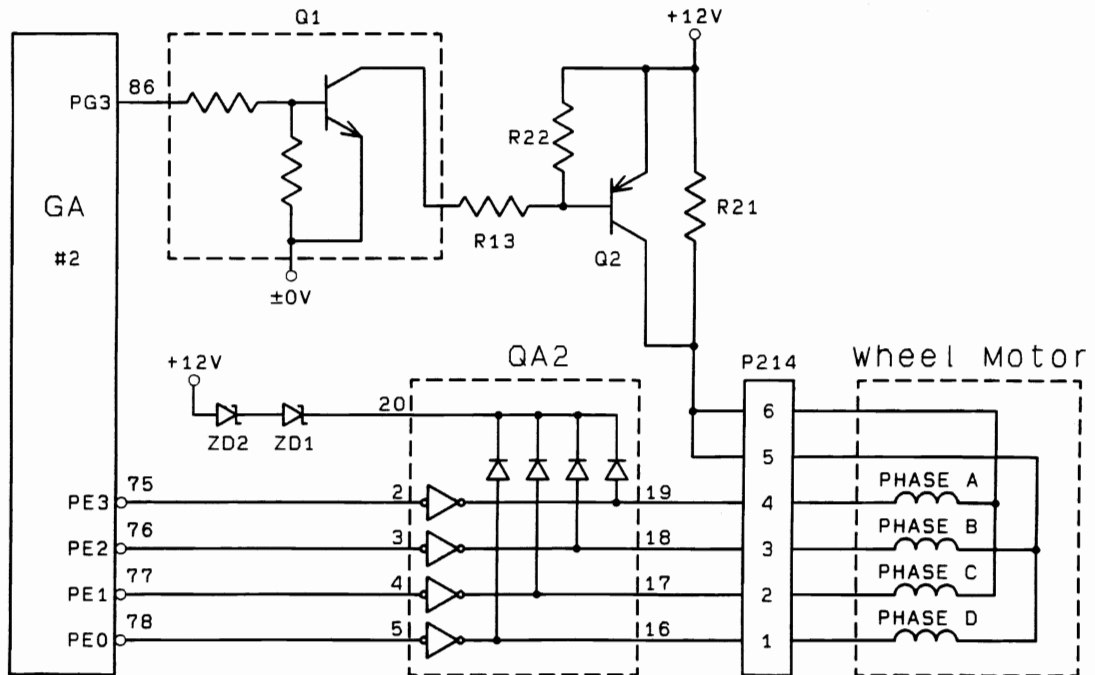 Q1
+12V
86
PG3
R22
GA
#2
R21
R13
Q2
±0V
+12V
QA2
P214
Wheel Motor
20
6
ZD2
ZD1
5
PHASE A
75
2
19
4
PE3
PHASE B
76
3
18
3
PE2
PHASE C
77
4
17
2
PE1
PHASE D
78
5
16
1
PE0